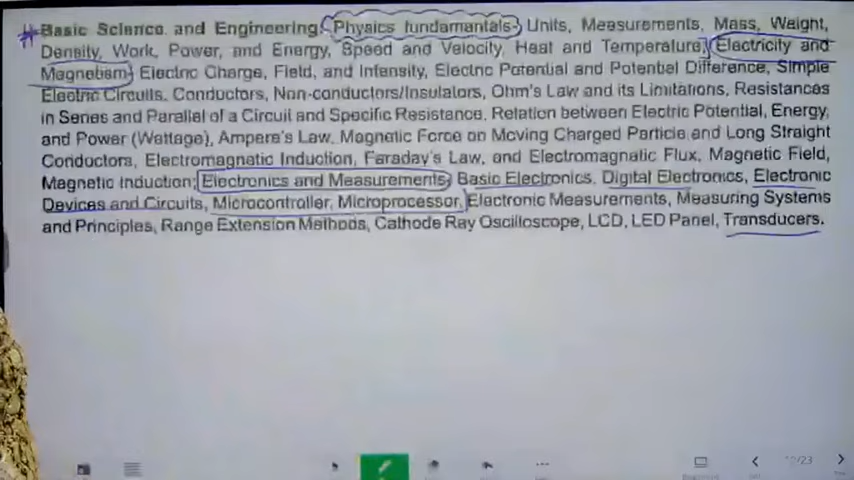 Basic Science and Engineering: Physics fundamentals- Units, Measurements, Mass, Weight,
Density, Work, Power, and Energy, Speed and Velocity, Heat and Temperature; Electricity and
Magnetism: Electric Charge, Field, and Intensity, Electric Potential and Potential Difference, Simple
Electric Circuits, Conductors, Non-conductors/Insulators, Ohm's Law and its Limitations, Resistances
in Series and Parallel of a Circuit and Specific Resistance, Relation between Electric Potential, Energy,
and Power (Wattage), Ampere's Law, Magnetic Force on Moving Charged Particle and Long Straight
Conductors, Electromagnetic Induction, Faraday's Law, and Electromagnetic Flux, Magnetic Field,
Magnetic Induction; Electronics and Measurements: Basic Electronics, Digital Electronics, Electronic
Devices and Circuits, Microcontroller, Microprocessor, Electronic Measurements, Measuring Systems
and Principles, Range Extension Methods, Cathode Ray Oscilloscope, LCD, LED Panel, Transducers.